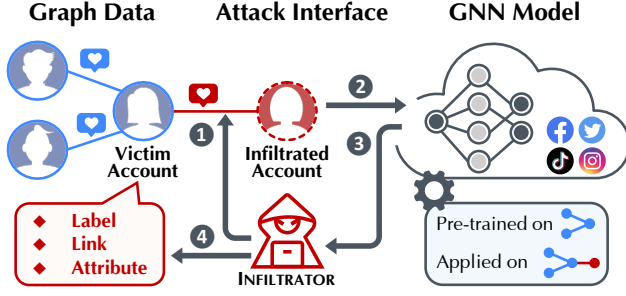 Graph Data
Attack Interface
GNN Model
1
2
3
4
Victim
Account
Infiltrated
Account
Label
Link
Attribute
INFILTRATOR
Pre-trained on
Applied on